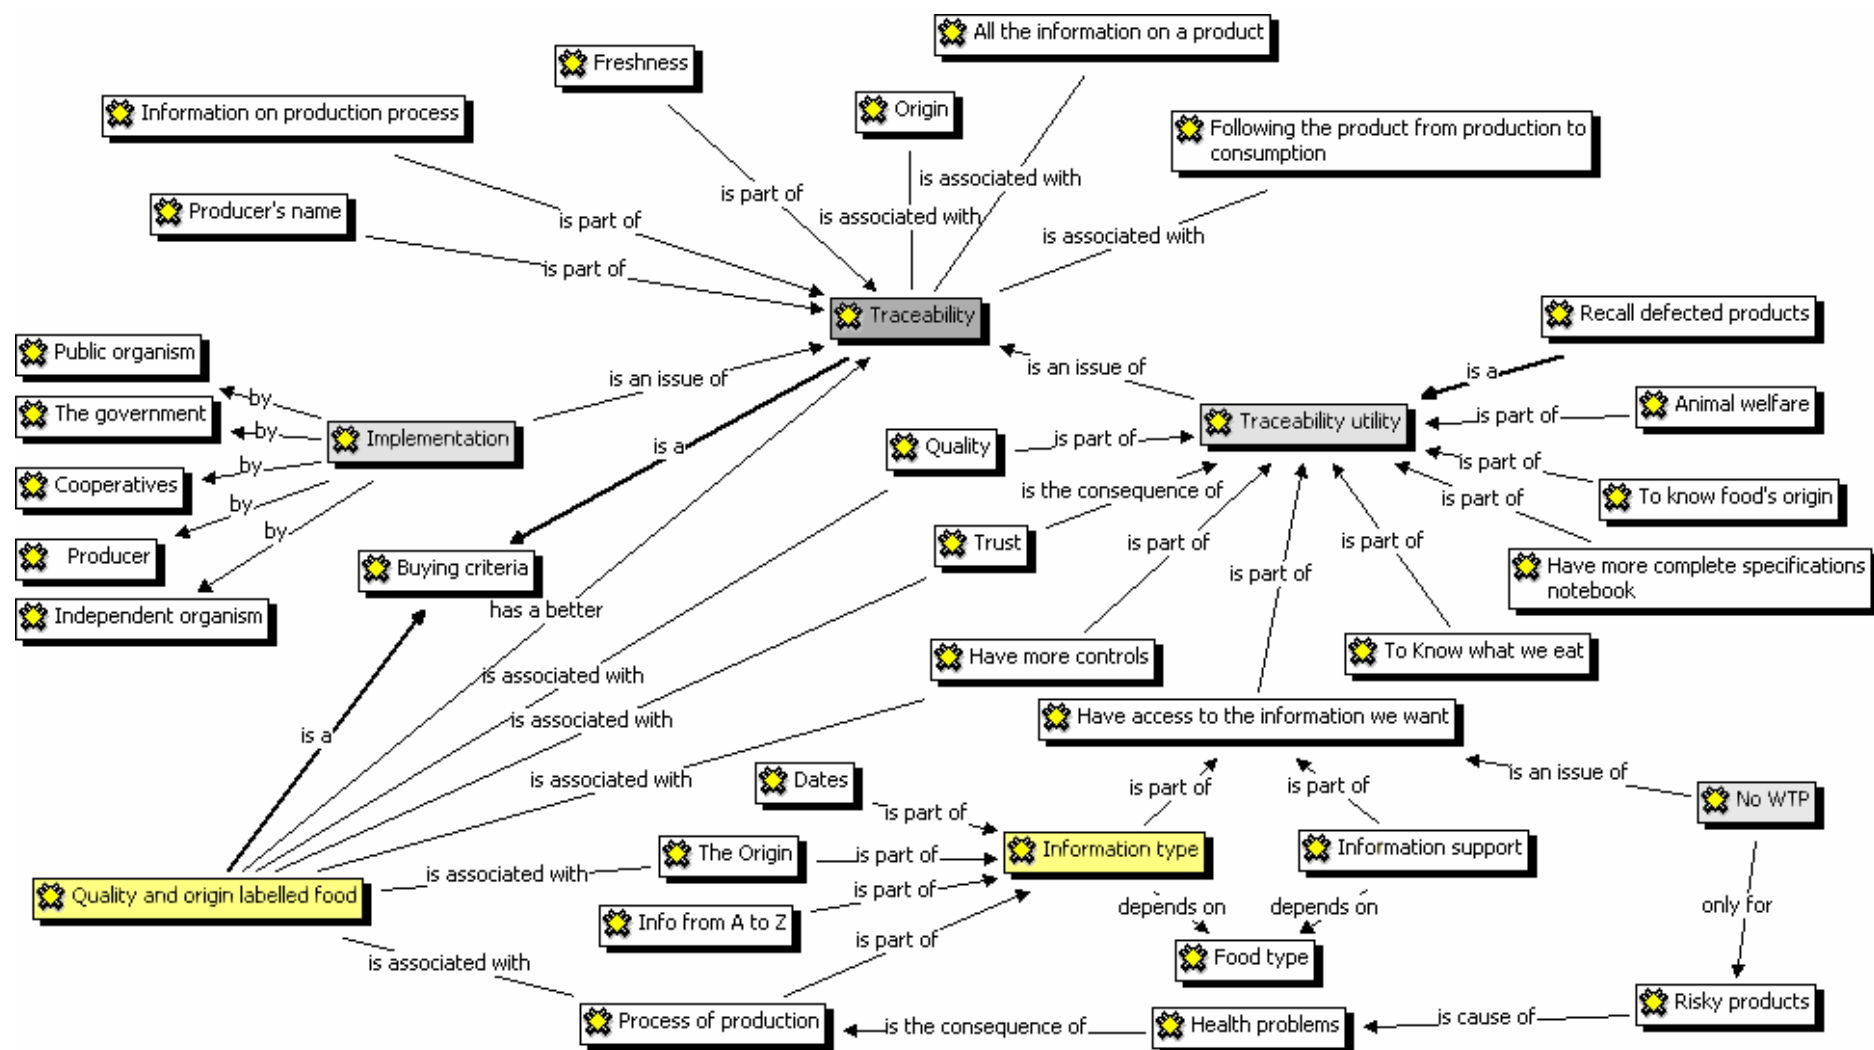 All the information on a product
Freshness
Information on production process
Origin
Following the product from production to
consumption
is associated with
is part of
Producer's name
is associated with
is part of
is associated with
is part of
Traceability
Recall defected products
Public organism
is an issue of
is an issue of
is a
by
The government
Animal welfare
is part of
by
Implementation
Traceability utility
is a
Quality
is part of
by
Cooperatives
is part of
is the consequence of
To know food's origin
is part of
by
by
Producer
Trust
is part of
is part of
Buying criteria
Have more complete specifications
notebook
is part of
has a better
Independent organism
Have more controls
To Know what we eat
is associated with
is associated with
Have access to the information we want
is a
is associated with
Dates
is part of
is part of
is an issue of
No WTP
is part of
The Origin
is part of
Information type
Information support
is associated with
is part of
Quality and origin labelled food
depends on
depends on
only for
Info from A to Z
is part of
is associated with
Food type
Risky products
Process of production
is the consequence of
Health problems
is cause of